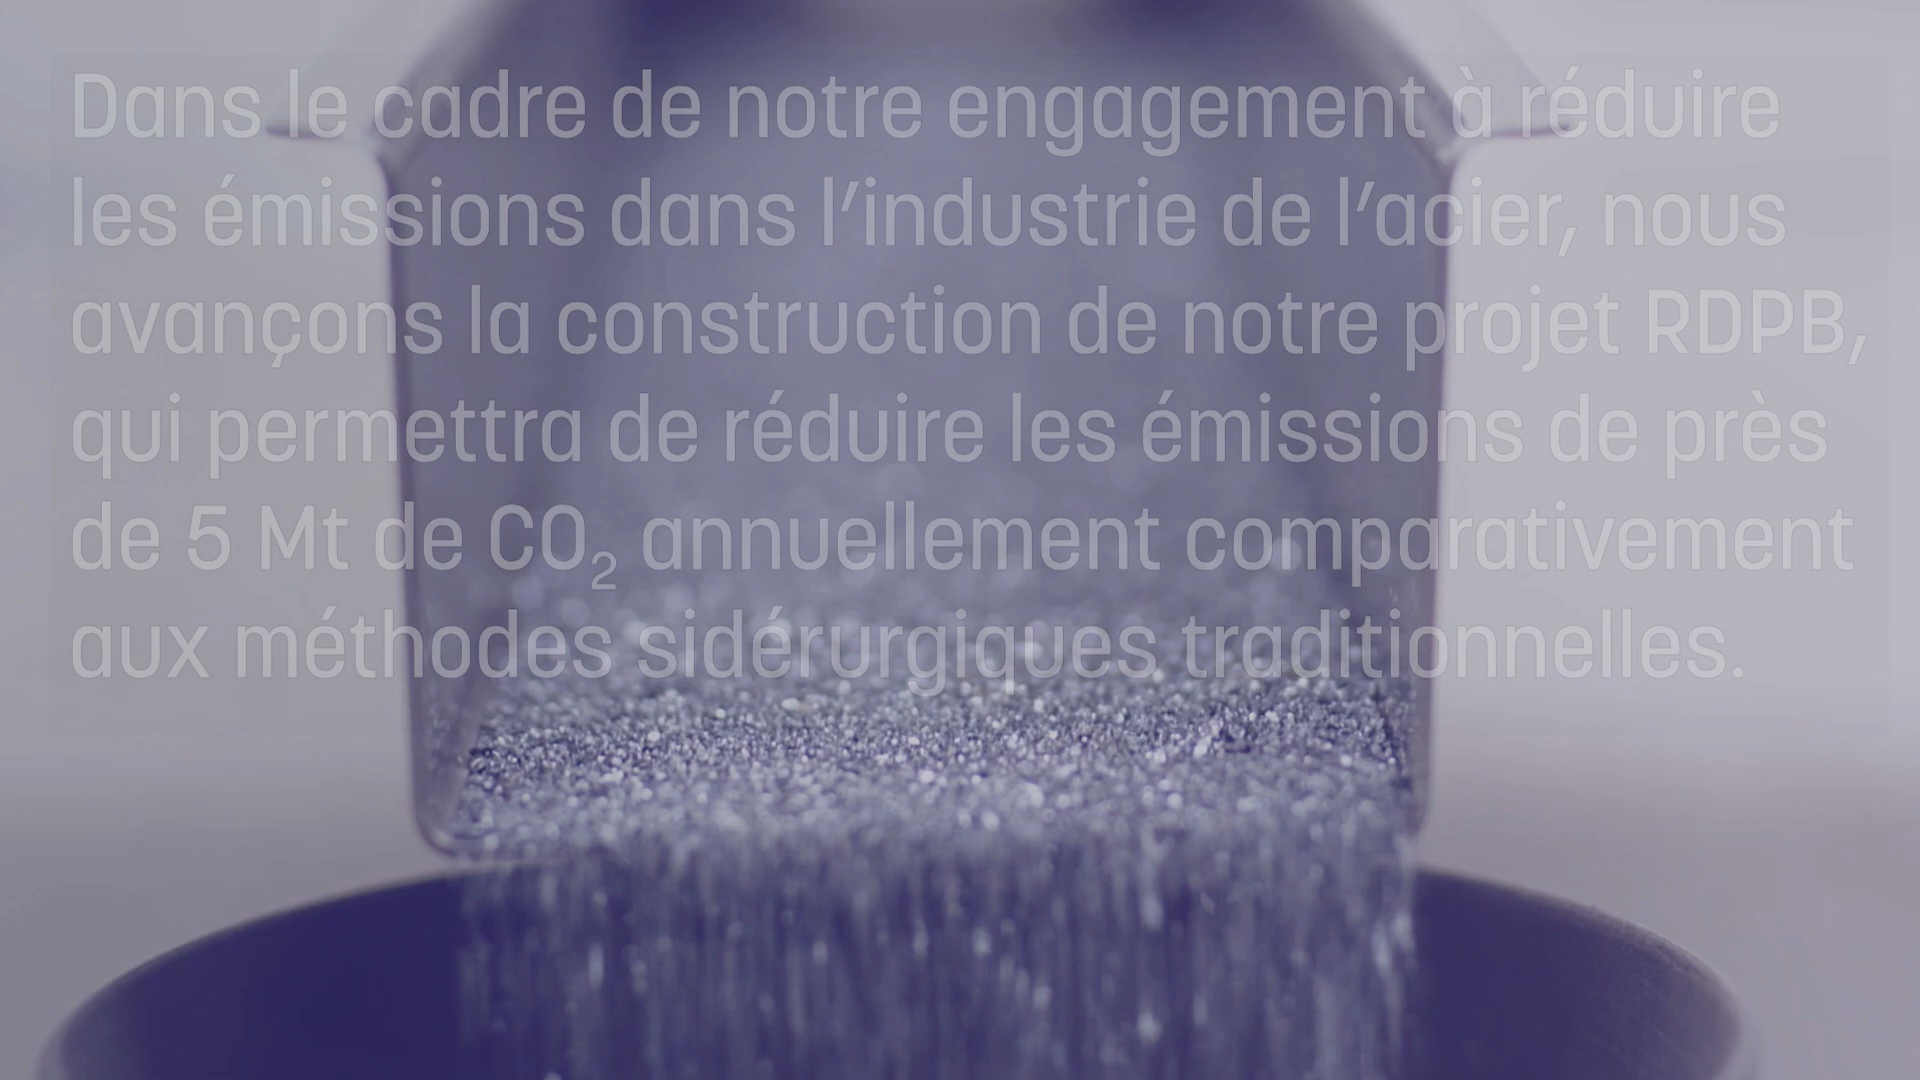 Dans le cadre de notre engagement à réduire
les émissions dans l’industrie de l’acier, nous
avançons la construction de notre projet RDPB,
qui permettra de réduire les émissions de près
de 5 Mt de CO₂ annuellement comparativement
aux méthodes sidérurgiques traditionnelles.